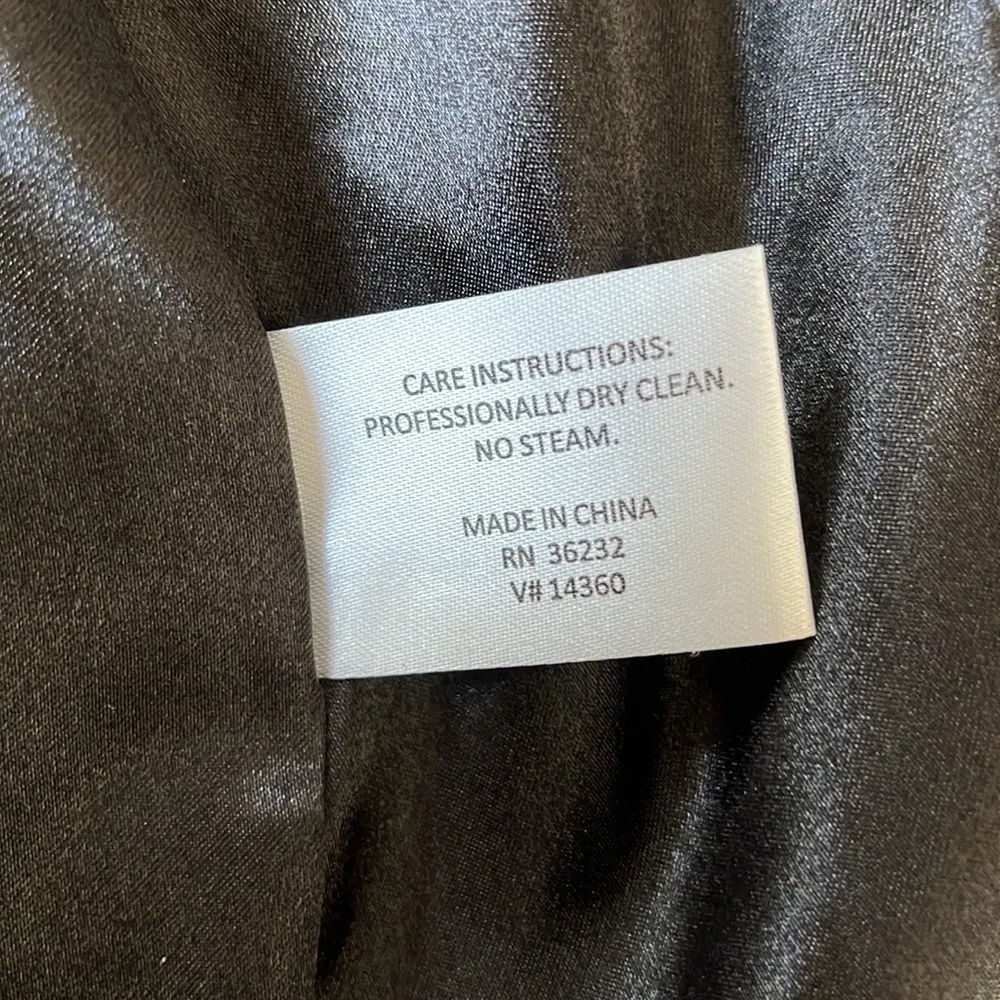 CARE INSTRUCTIONS:
PROFESSIONALLY DRY CLEAN.
NO STEAM.
MADE IN CHINA
RN 36232
V# 14360